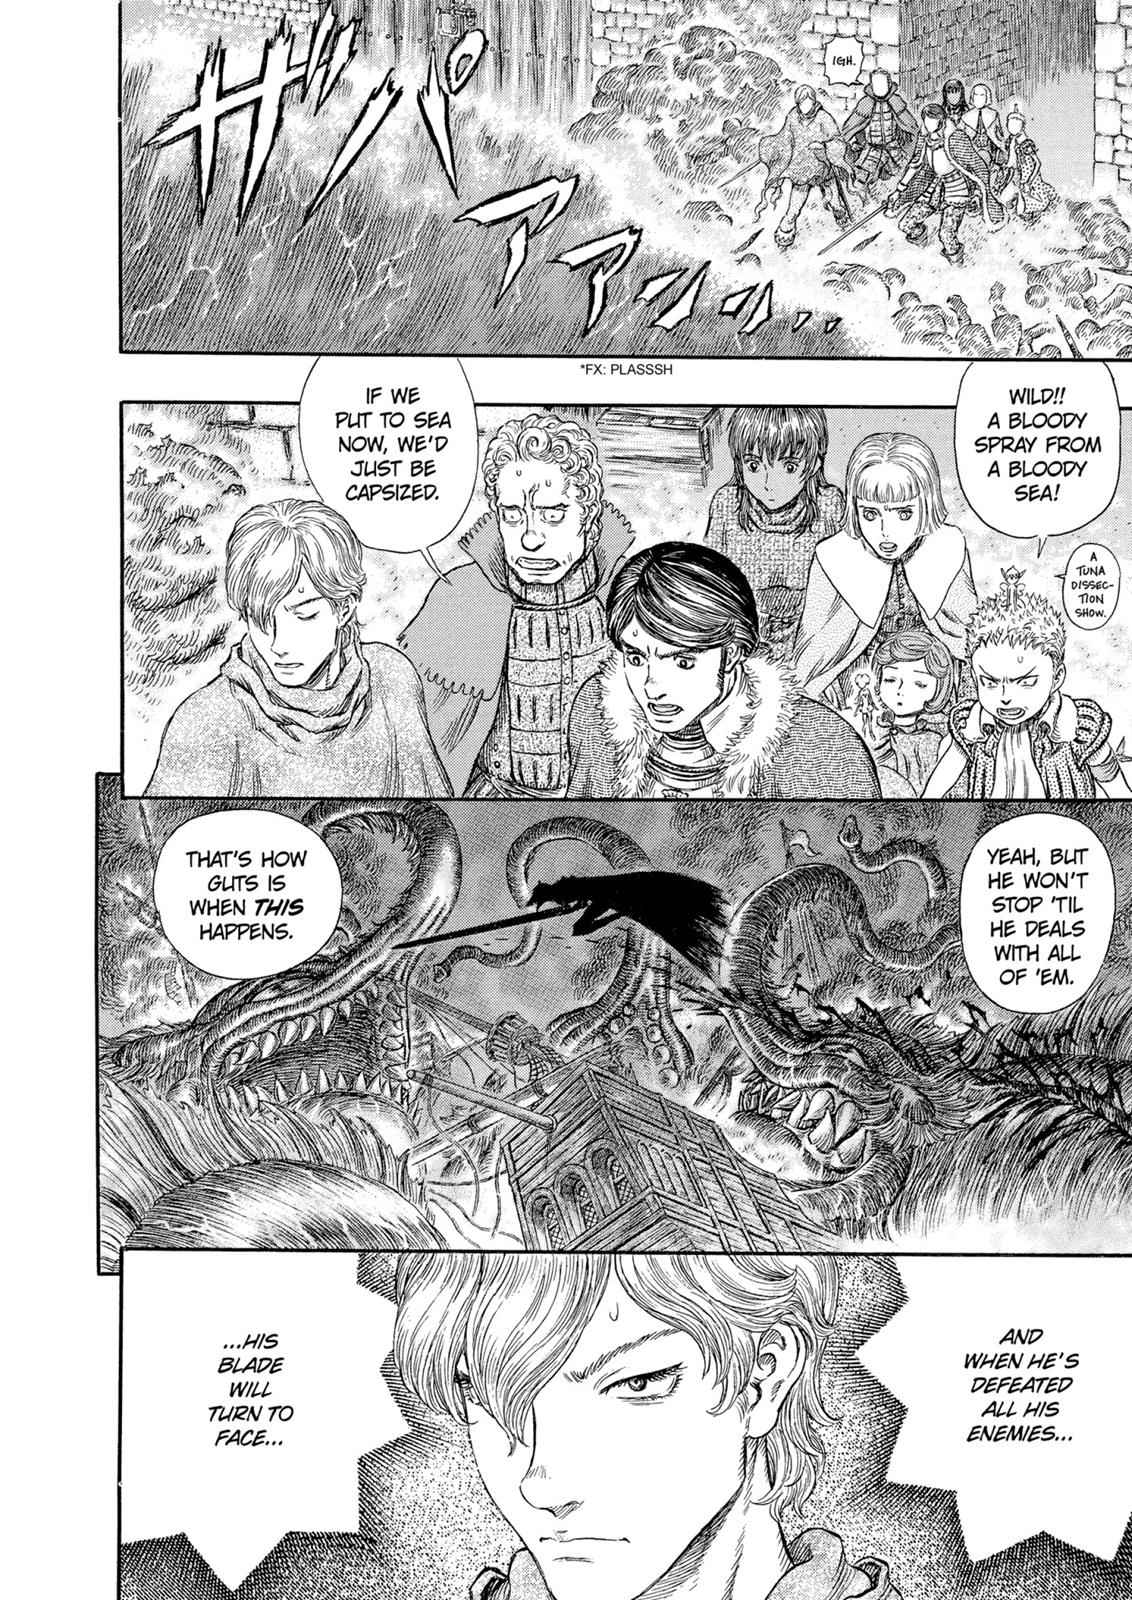 IGH.
ザパァアンッ‥
*FX: PLASSSH
WILD!!
A BLOODY
SPRAY FROM
A BLOODY
SEA!
A
TUNA
DISSEC-
TION
SHOW.
IF WE
PUT TO SEA
NOW, WE'D
JUST BE
CAPSIZED.
YEAH, BUT
HE WON'T
STOP 'TIL
HE DEALS
WITH ALL
OF 'EM.
THAT'S HOW
GUTS IS
WHEN THIS
HAPPENS.
AND
WHEN HE'S
DEFEATED
ALL HIS
ENEMIES...
...HIS
BLADE
WILL
TURN TO
FACE...